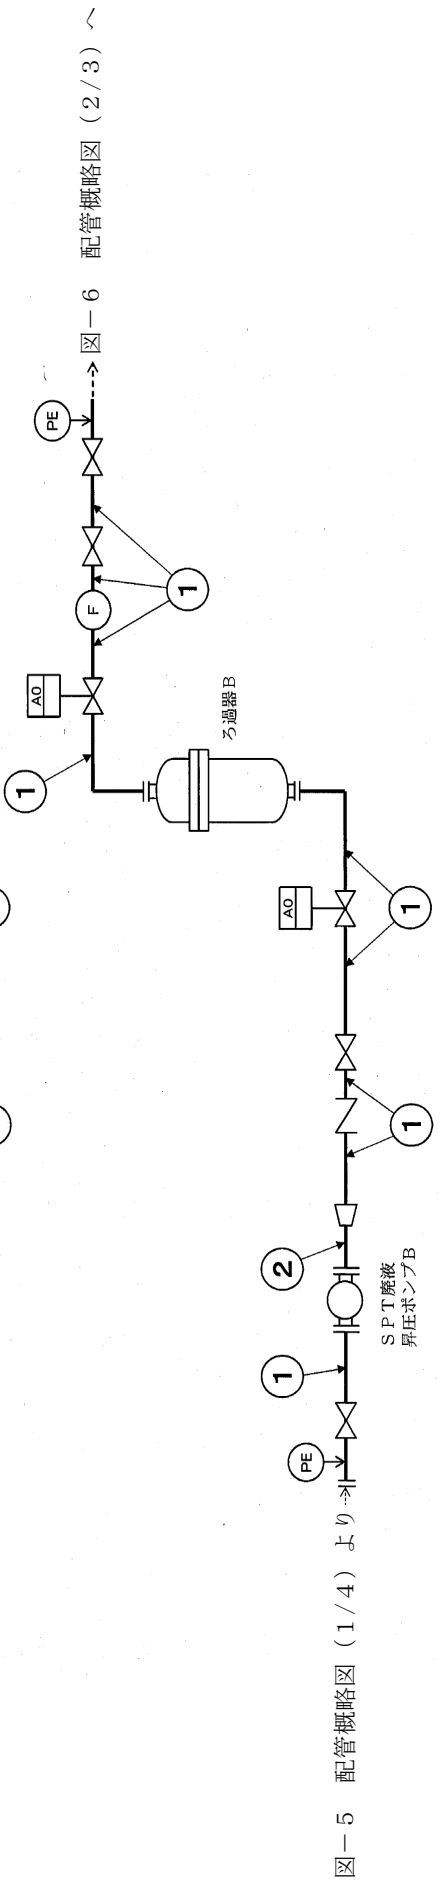 図-5 配管概略図(1/4)より
PE
1
SPT廃液
昇圧ポンプB
2
1
1
AO
ろ過器B
1
AO
1
F
PE
図-6 配管概略図(2/3)へ